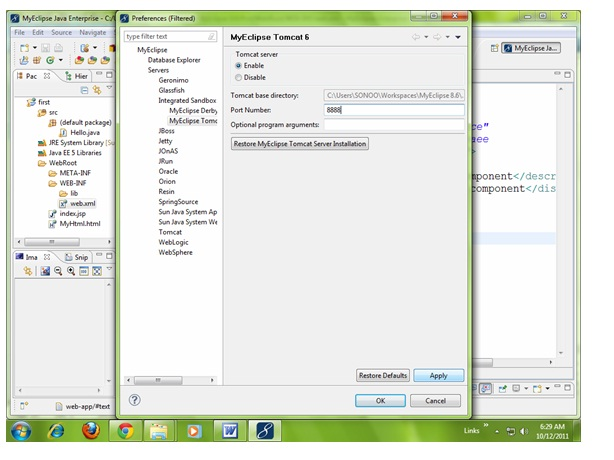 MyEclipse Java Enterprise - C:/
Preferences (Filtered)
File Edit Source Navigate
MyEclipse Ja...
type filter text
MyEclipse
Database Explorer
Servers
Geronimo
Glassfish
Integrated Sandbox
MyEclipse Derby
MyEclipse Tomc
JBoss
Jetty
JOnAS
JRun
Oracle
Orion
Resin
SpringSource
Sun Java System Ap
Sun Java System We
Tomcat
WebLogic
WebSphere
MyEclipse Tomcat 6
Tomcat server
Enable
Disable
Tomcat base directory: C:\Users\SONOO\Workspaces\MyEclipse 8.6\.
Port Number: 8888
Optional program arguments:
Restore MyEclipse Tomcat Server Installation
Restore Defaults Apply
OK Cancel
Pac Hier
first
src
(default package)
Hello.java
JRE System Library [Su
Java EE 5 Libraries
WebRoot
META-INF
WEB-INF
lib
web.xml
index.jsp
MyHtml.html
Ima Snip
ce"
aee
mponent</descr
component</dis
web-app/#text
Links
6:29 AM
10/12/2011